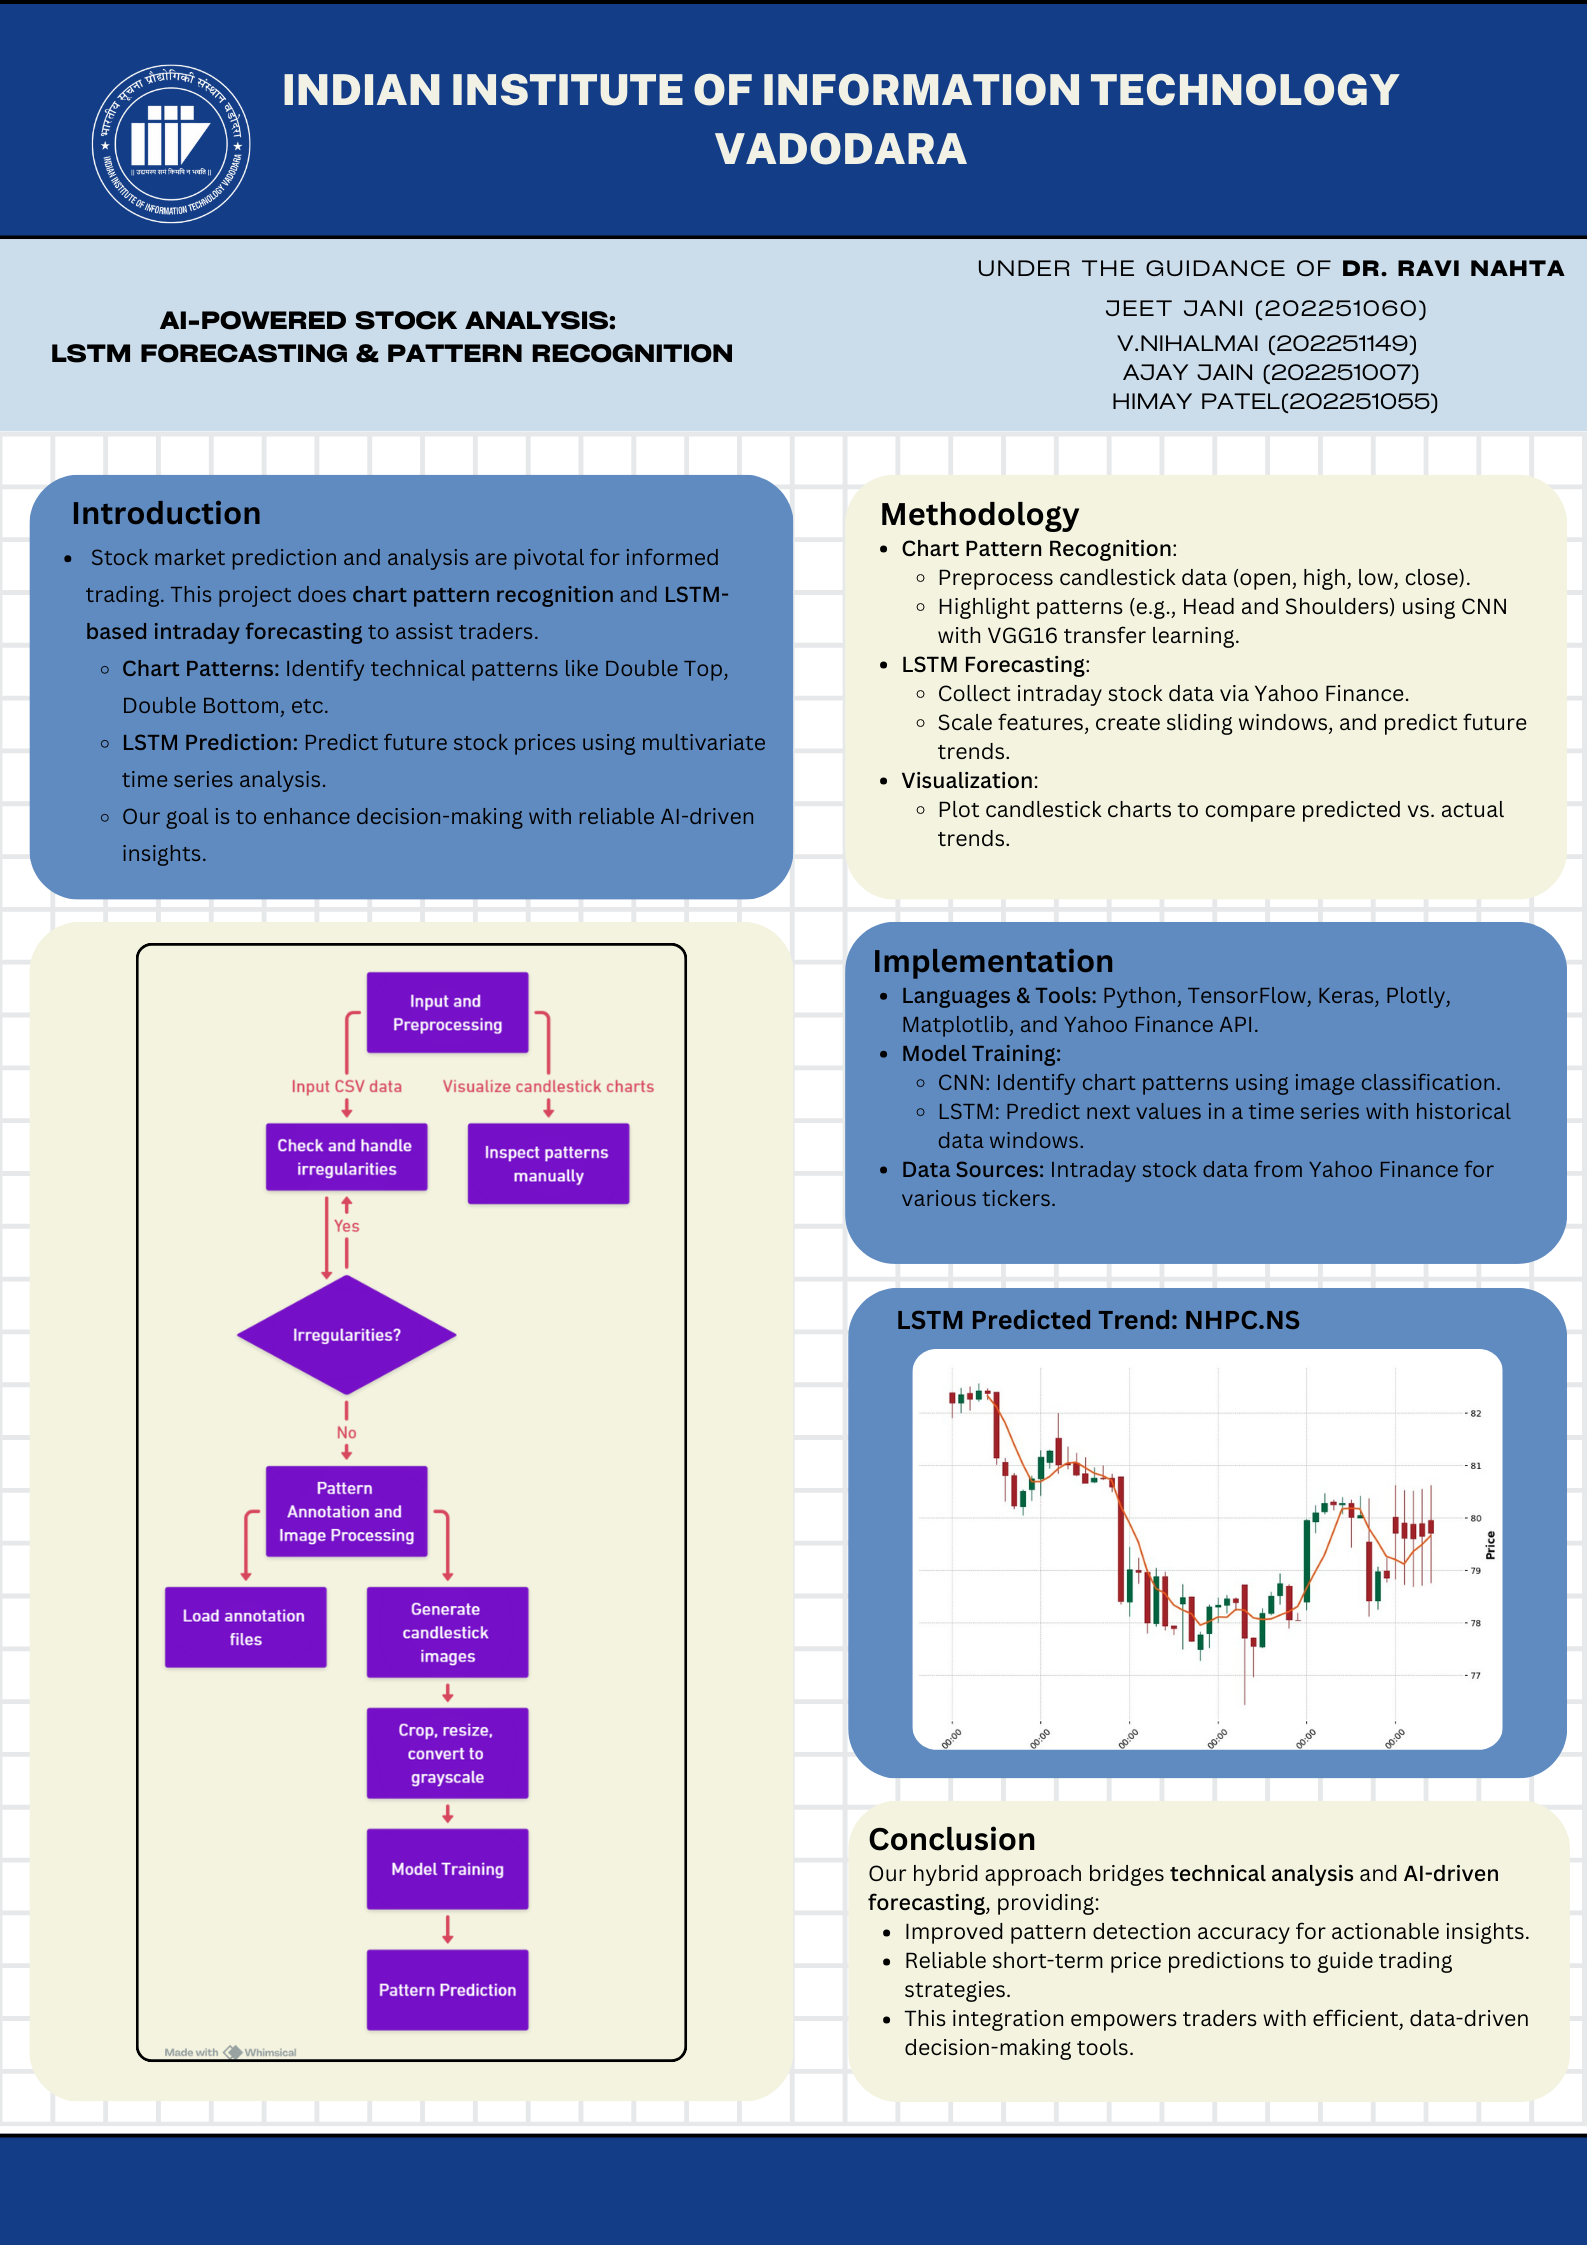 भारतीय सूचना प्रौद्योगिकी संस्थान वडोदरा
|| उद्यमस्य समं किमपि न भवति ||
INDIAN INSTITUTE OF INFORMATION TECHNOLOGY VADODARA
INDIAN INSTITUTE OF INFORMATION TECHNOLOGY
VADODARA
AI-POWERED STOCK ANALYSIS:
LSTM FORECASTING & PATTERN RECOGNITION
UNDER THE GUIDANCE OF DR. RAVI NAHTA
JEET JANI (202251060)
V.NIHALMAI (202251149)
AJAY JAIN (202251007)
HIMAY PATEL(202251055)
Introduction
• Stock market prediction and analysis are pivotal for informed
trading. This project does chart pattern recognition and LSTM-
based intraday forecasting to assist traders.
◦ Chart Patterns: Identify technical patterns like Double Top,
Double Bottom, etc.
◦ LSTM Prediction: Predict future stock prices using multivariate
time series analysis.
◦ Our goal is to enhance decision-making with reliable AI-driven
insights.
Methodology
• Chart Pattern Recognition:
◦ Preprocess candlestick data (open, high, low, close).
◦ Highlight patterns (e.g., Head and Shoulders) using CNN
with VGG16 transfer learning.
• LSTM Forecasting:
◦ Collect intraday stock data via Yahoo Finance.
◦ Scale features, create sliding windows, and predict future
trends.
• Visualization:
◦ Plot candlestick charts to compare predicted vs. actual
trends.
Input and
Preprocessing
Input CSV data
Visualize candlestick charts
Check and handle
irregularities
Inspect patterns
manually
Yes
Irregularities?
No
Pattern
Annotation and
Image Processing
Load annotation
files
Generate
candlestick
images
Crop, resize,
convert to
grayscale
Model Training
Pattern Prediction
Made with Whimsical
Implementation
• Languages & Tools: Python, TensorFlow, Keras, Plotly,
Matplotlib, and Yahoo Finance API.
• Model Training:
◦ CNN: Identify chart patterns using image classification.
◦ LSTM: Predict next values in a time series with historical
data windows.
• Data Sources: Intraday stock data from Yahoo Finance for
various tickers.
LSTM Predicted Trend: NHPC.NS
82
81
80
79
78
77
Price
00:00
00:00
00:00
00:00
00:00
00:00
Conclusion
Our hybrid approach bridges technical analysis and AI-driven
forecasting, providing:
• Improved pattern detection accuracy for actionable insights.
• Reliable short-term price predictions to guide trading
strategies.
• This integration empowers traders with efficient, data-driven
decision-making tools.